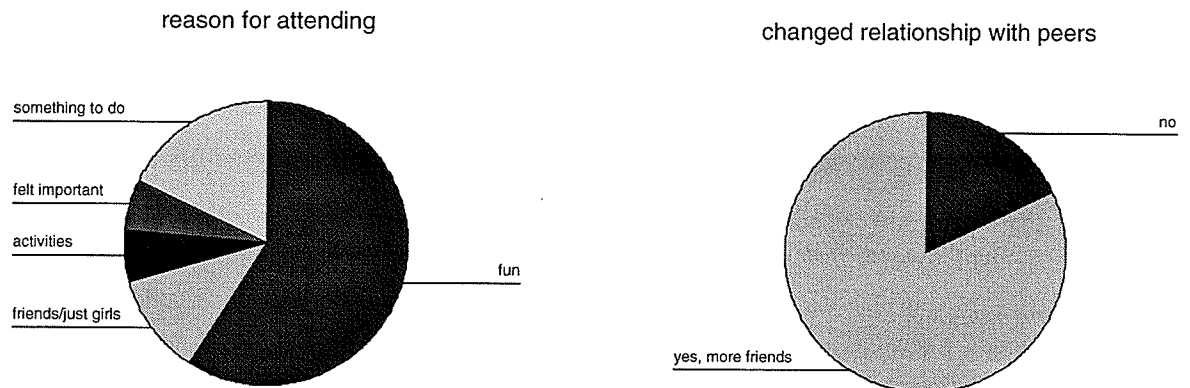 reason for attending
something to do
felt important
activities
friends/just girls
fun
changed relationship with peers
no
yes, more friends